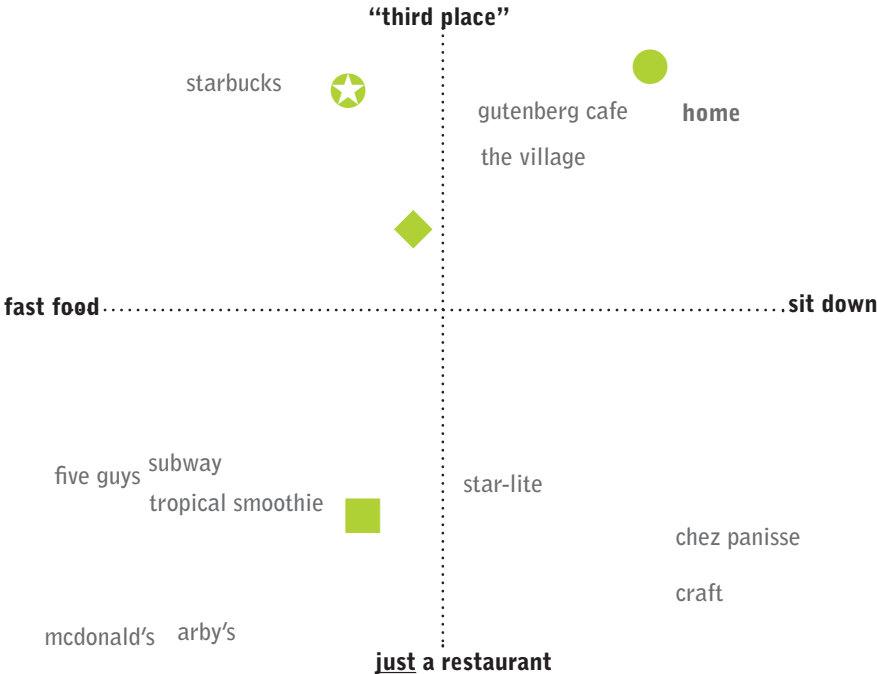 “third place”
starbucks
gutenberg cafe
home
the village
fast food
sit down
subway
five guys
tropical smoothie
star-lite
chez panisse
craft
mcdonald's
arby's
just a restaurant